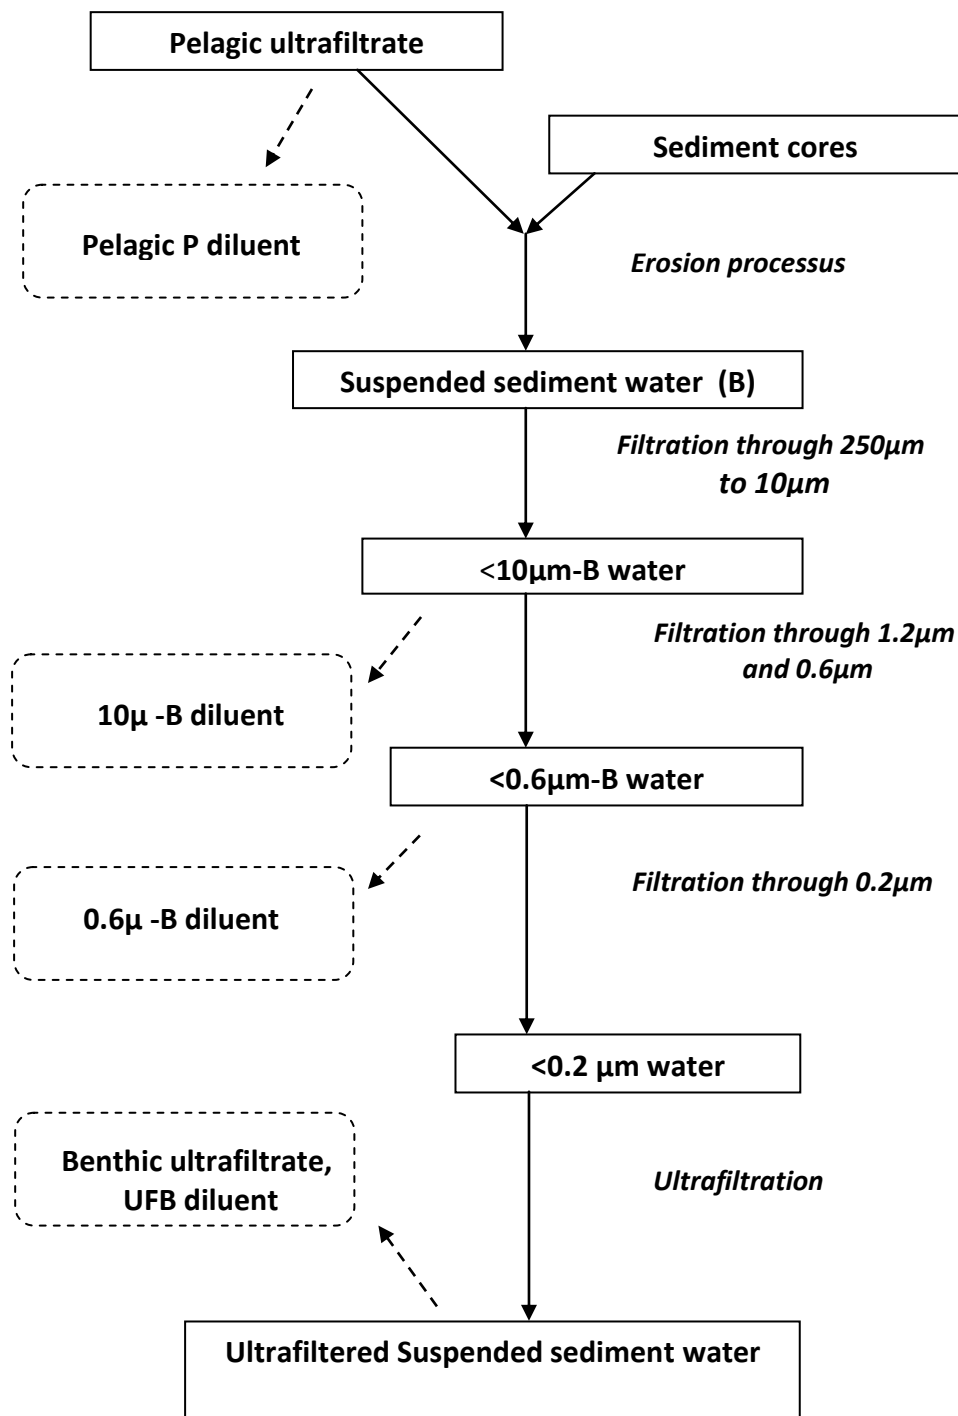 Pelagic ultrafiltrate
Sediment cores
Pelagic P diluent
Erosion processus
Suspended sediment water  (B)
Filtration through 250µm
to 10µm
<10µm-B water
Filtration through 1.2µm
and 0.6µm
10µ -B diluent
<0.6µm-B water
Filtration through 0.2µm
0.6µ -B diluent
<0.2 µm water
Benthic ultrafiltrate,
UFB diluent
Ultrafiltration
Ultrafiltered Suspended sediment water